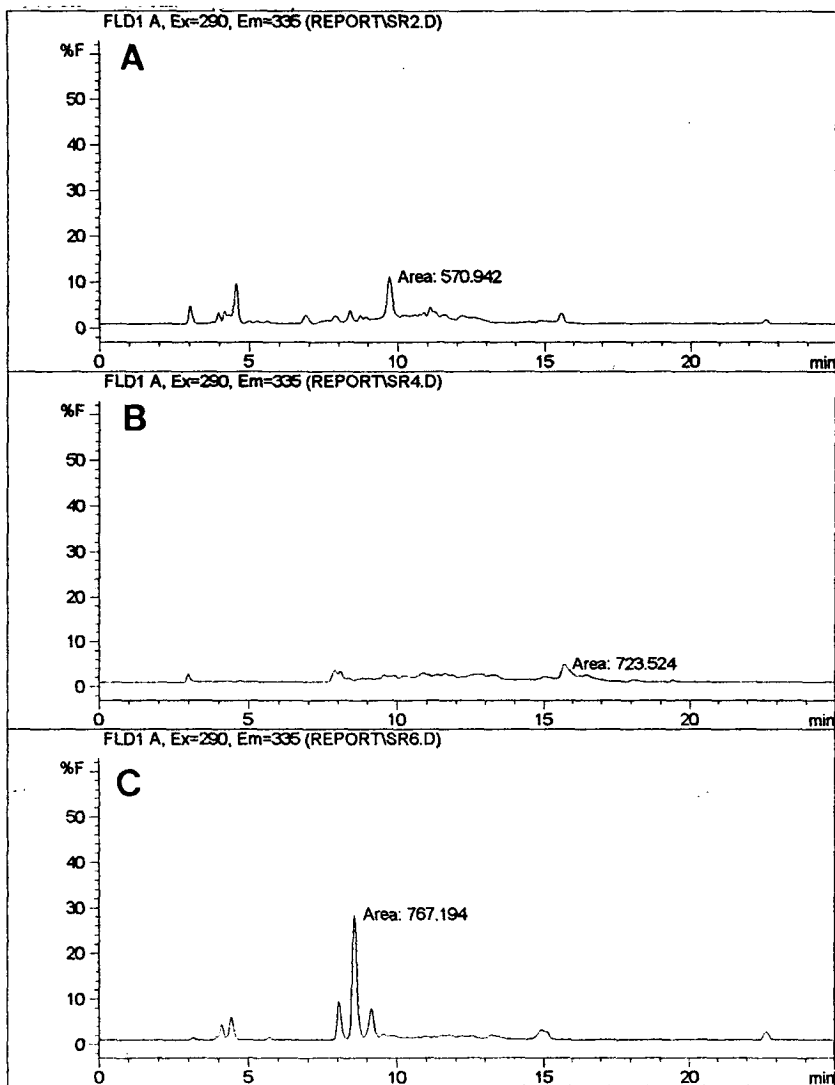 FLD1 A, Ex=290, Em=335 (REPORT\SR2.D)
%F
A
50
40
30
20
10
0
Area: 570.942
0 5 10 15 20 min
FLD1 A, Ex=290, Em=335 (REPORT\SR4.D)
%F
B
50
40
30
20
10
0
Area: 723.524
0 5 10 15 20 min
FLD1 A, Ex=290, Em=335 (REPORT\SR6.D)
%F
C
50
40
30
20
10
0
Area: 767.194
0 5 10 15 20 min